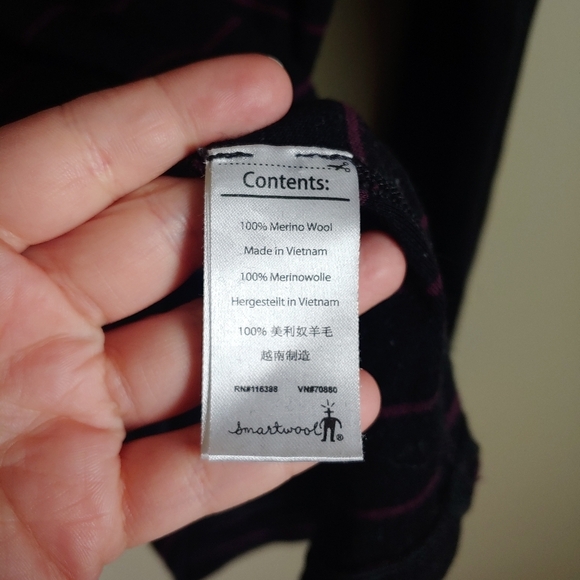 Contents:
100% Merino Wool
Made in Vietnam
100% Merinowolle
Hergestellt in Vietnam
100% 美利奴羊毛
越南制造
RN#116398 VN#70880
smartwool®